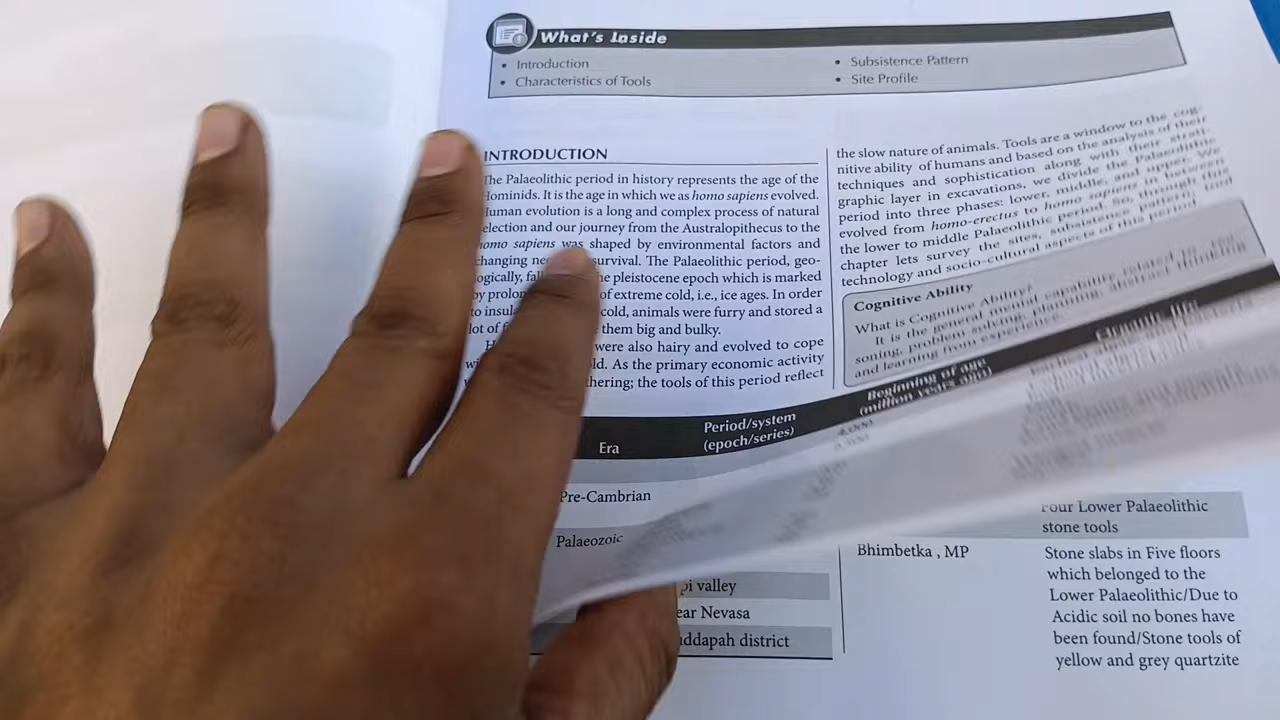 What's Inside
• Introduction
• Characteristics of Tools
• Subsistence Pattern
• Site Profile
INTRODUCTION
The Palaeolithic period in history represents the age of the
Hominids. It is the age in which we as homo sapiens evolved.
Human evolution is a long and complex process of natural
election and our journey from the Australopithecus to the
homo sapiens was shaped by environmental factors and
changing survival. The Palaeolithic period, geo-
ogically, the pleistocene epoch which is marked
by of extreme cold, i.e., ice ages. In order
to cold, animals were furry and stored a
lot of them big and bulky.
were also hairy and evolved to cope
As the primary economic activity
the tools of this period reflect
the slow nature of animals. Tools are a window to the cog-
nitive ability of humans and based on the analysis of their
techniques and sophistication along with their strati-
graphic layer in excavations, we divide the Palaeolithic
period into three phases: lower, middle, and upper. We
evolved from homo-erectus to homo sapiens in between
the lower to middle Palaeolithic period. So, through this
chapter lets survey the sites, subsistence pattern and
technology and socio-cultural aspects of this period
Cognitive Ability
What is Cognitive Ability?
It is the general mental capability related to
soning, problem solving, planning, abstract thinking
and learning from experience.
Era
Period/system
(epoch/series)
Beginning of age
(million years ago)
Pre-Cambrian
Palaeozoic
valley
ear Nevasa
addapah district
Four Lower Palaeolithic
stone tools
Bhimbetka , MP
Stone slabs in Five floors
which belonged to the
Lower Palaeolithic/Due to
Acidic soil no bones have
been found/Stone tools of
yellow and grey quartzite